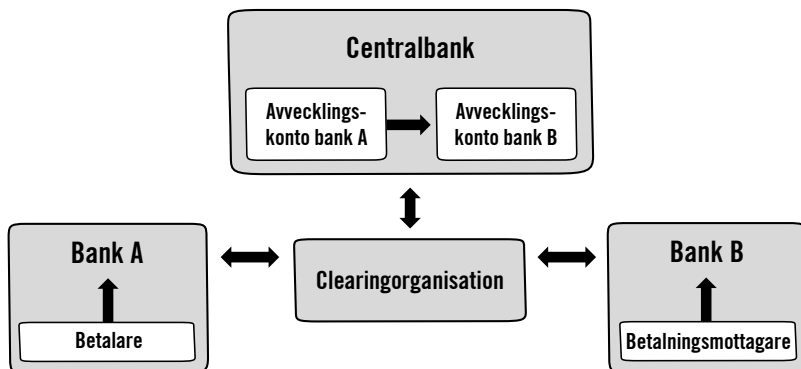 Centralbank
Avvecklings-
konto bank A
Avvecklings-
konto bank B
Bank A
Clearingorganisation
Bank B
Betalare
Betalningsmottagare